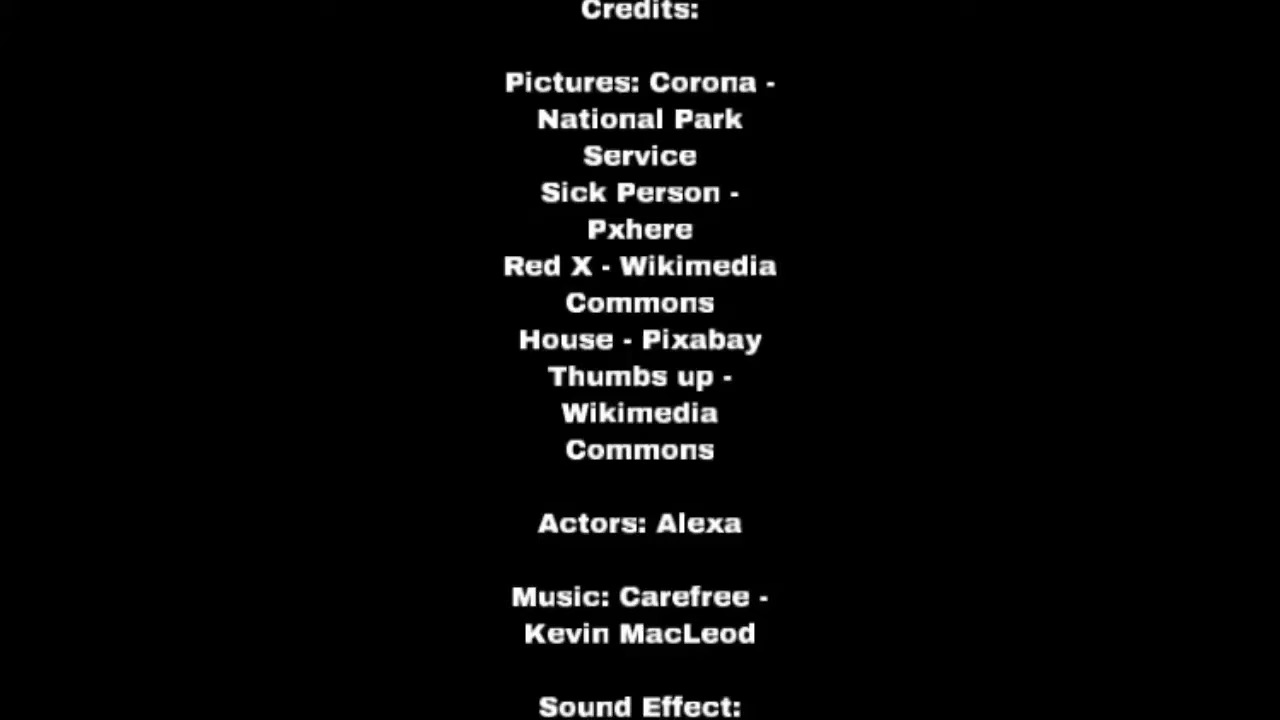 Credits:
Pictures: Corona -
National Park
Service
Sick Person -
Pxhere
Red X - Wikimedia
Commons
House - Pixabay
Thumbs up -
Wikimedia
Commons
Actors: Alexa
Music: Carefree -
Kevin MacLeod
Sound Effect: